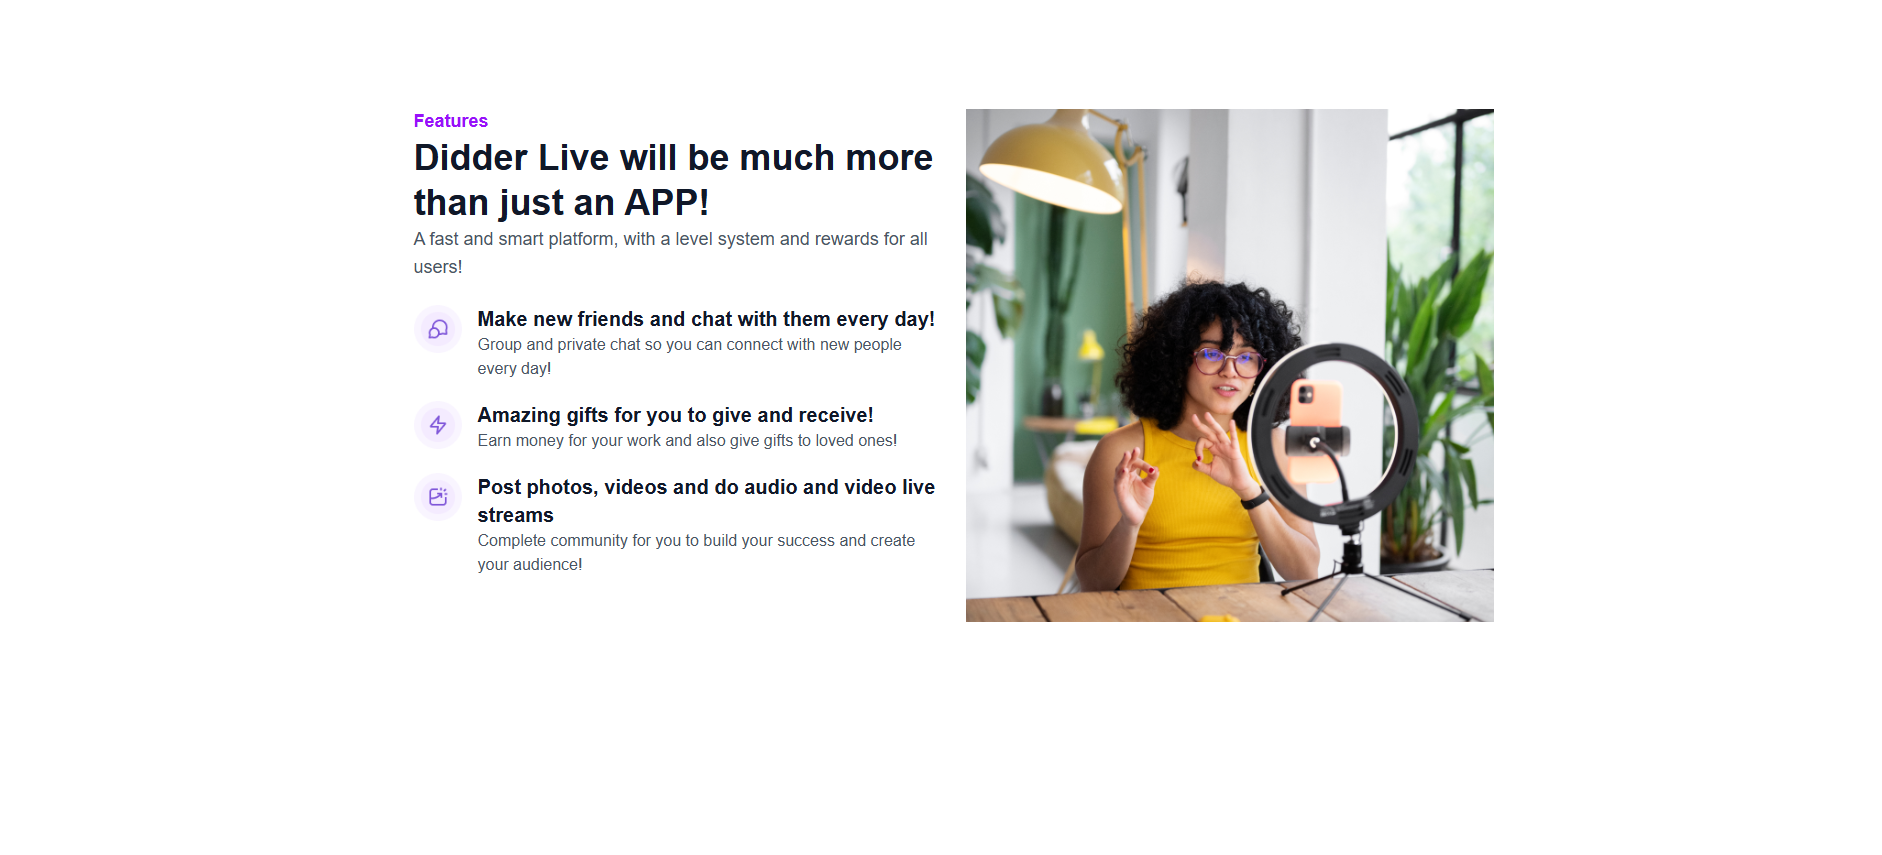 Features
Didder Live will be much more
than just an APP!
A fast and smart platform, with a level system and rewards for all
users!
Make new friends and chat with them every day!
Group and private chat so you can connect with new people
every day!
Amazing gifts for you to give and receive!
Earn money for your work and also give gifts to loved ones!
Post photos, videos and do audio and video live
streams
Complete community for you to build your success and create
your audience!